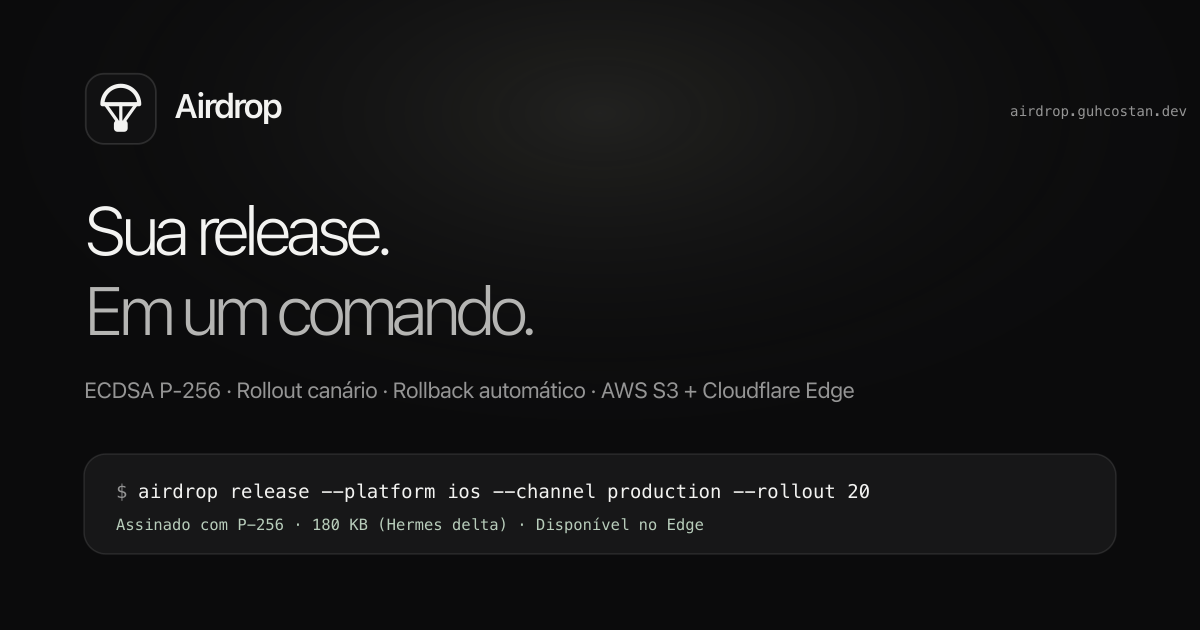 Airdrop
airdrop.guhcostan.dev
Sua release.
Em um comando.
ECDSA P-256 · Rollout canário · Rollback automático · AWS S3 + Cloudflare Edge
$ airdrop release --platform ios --channel production --rollout 20
Assinado com P-256 · 180 KB (Hermes delta) · Disponível no Edge